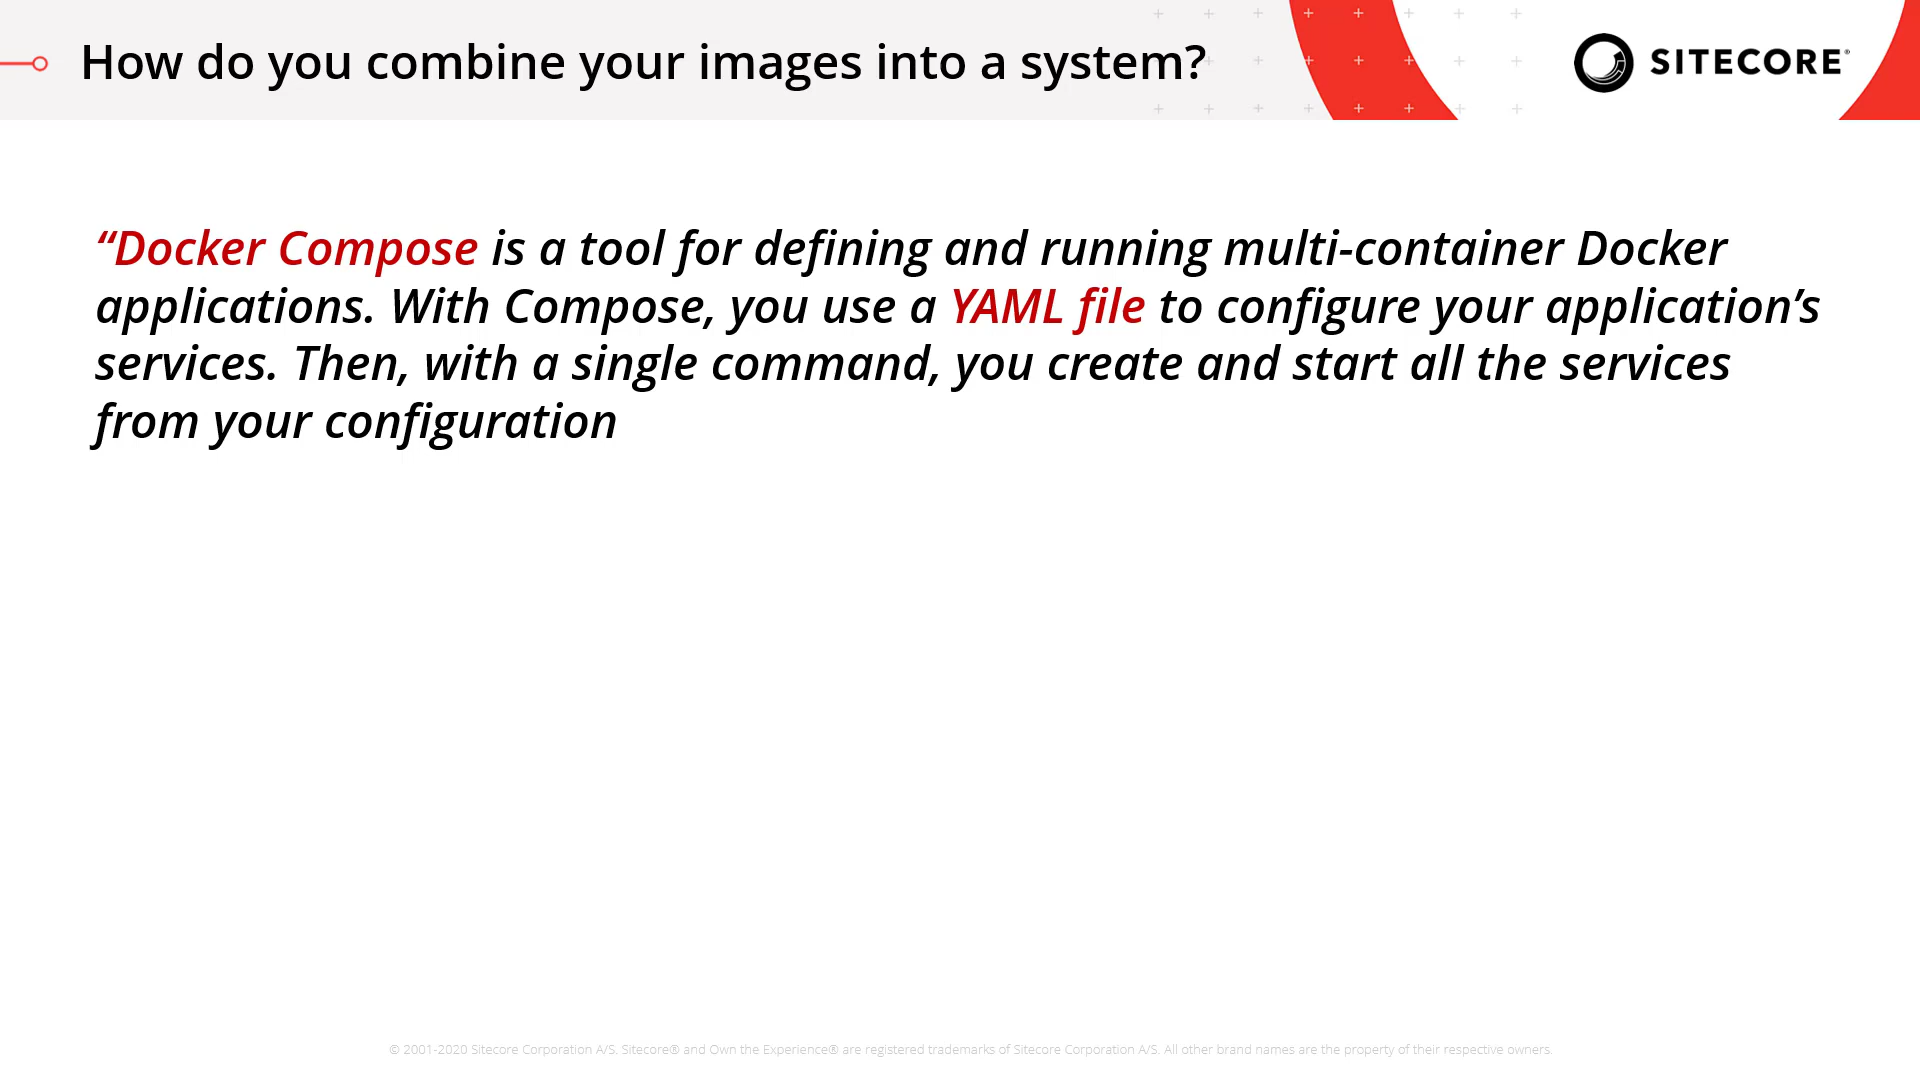 How do you combine your images into a system?
SITECORE®
“Docker Compose is a tool for defining and running multi-container Docker
applications. With Compose, you use a YAML file to configure your application’s
services. Then, with a single command, you create and start all the services
from your configuration
© 2001-2020 Sitecore Corporation A/S. Sitecore® and Own the Experience® are registered trademarks of Sitecore Corporation A/S. All other brand names are the property of their respective owners.